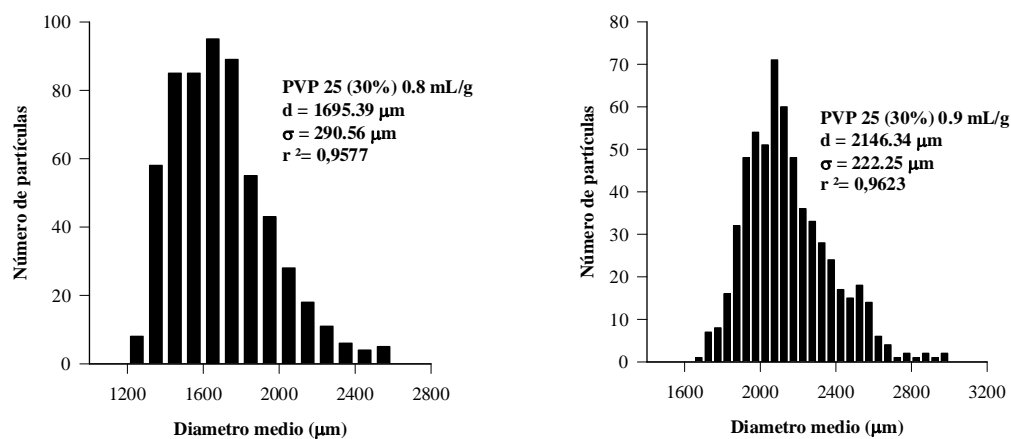 100
80
60
40
20
0
Número de partículas
PVP 25 (30%) 0.8 mL/g
d = 1695.39 μm
σ = 290.56 μm
r ²= 0,9577
1200 1600 2000 2400 2800
Diametro medio (μm)
80
70
60
50
40
30
20
10
0
Número de partículas
PVP 25 (30%) 0.9 mL/g
d = 2146.34 μm
σ = 222.25 μm
r ²= 0,9623
1600 2000 2400 2800 3200
Diametro medio (μm)